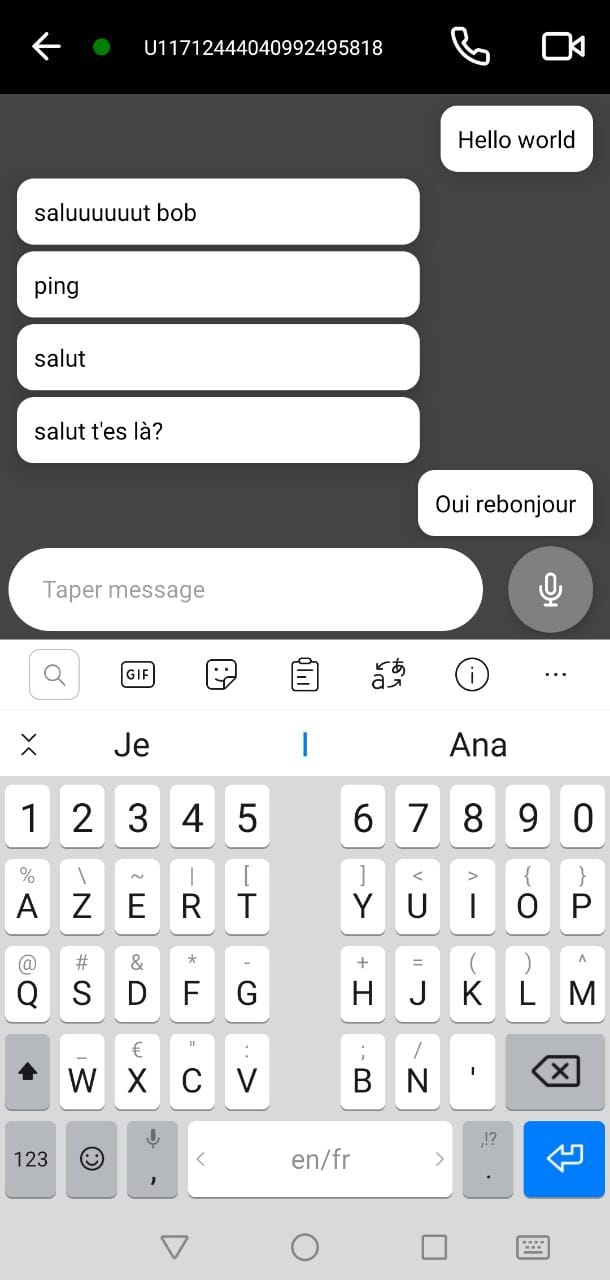 U11712444040992495818
Hello world
saluuuuuut bob
ping
salut
salut t'es là?
Oui rebonjour
Taper message
GIF
Je I Ana
1 2 3 4 5 6 7 8 9 0
% \ ~ | [ ] < > { }
A Z E R T Y U I O P
@ # & * - + = ( ) ^
Q S D F G H J K L M
_ € " : ; /
W X C V B N '
,!?
123 , en/fr .